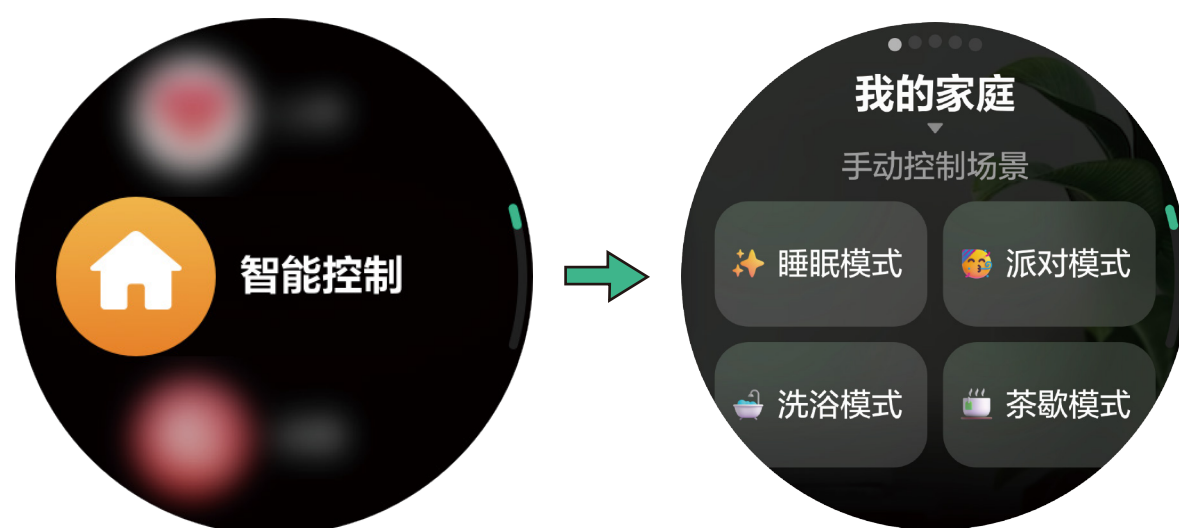 智能控制
我的家庭
手动控制场景
睡眠模式
派对模式
洗浴模式
茶歇模式